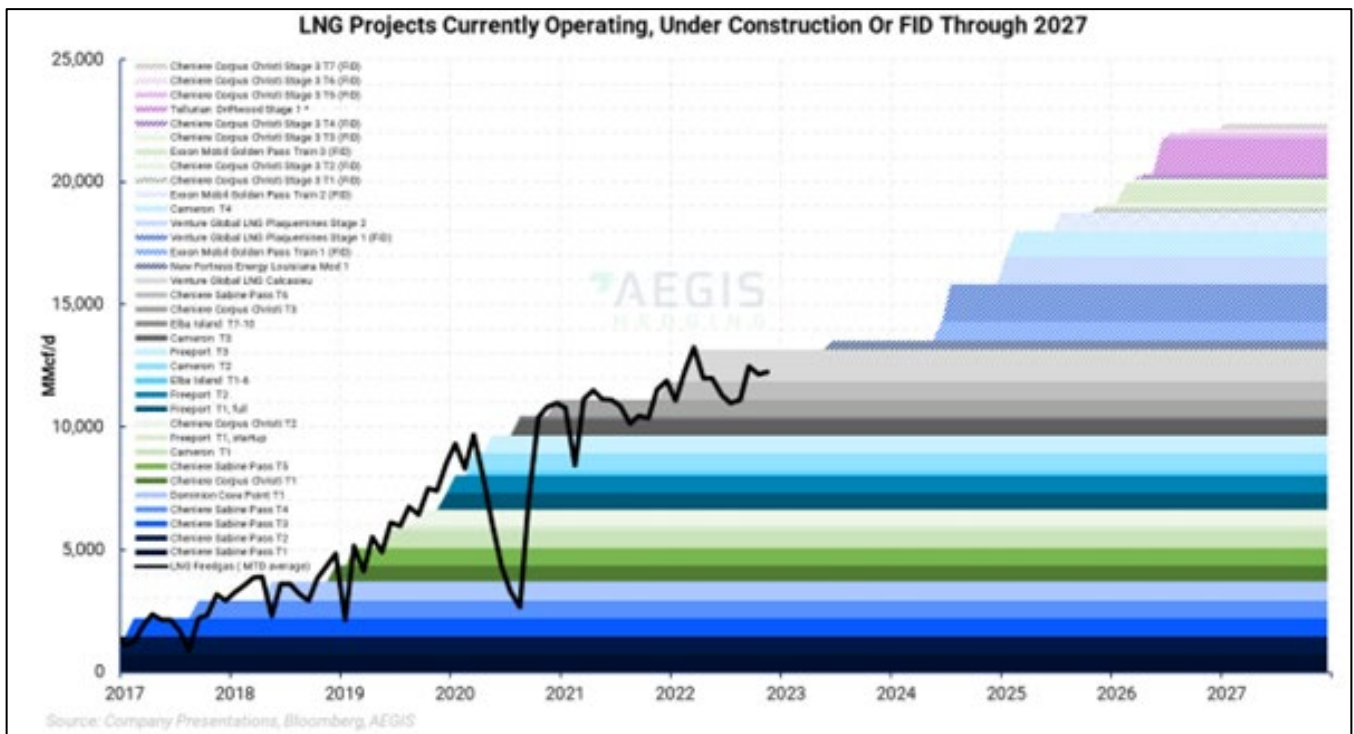 LNG Projects Currently Operating, Under Construction Or FID Through 2027
25,000
20,000
15,000
10,000
5,000
0
MMcf/d
Cheniere Corpus Christi Stage 3 T7 (FID)
Cheniere Corpus Christi Stage 3 T6 (FID)
Cheniere Corpus Christi Stage 3 T5 (FID)
Tellurian Driftwood Stage 1 *
Cheniere Corpus Christi Stage 3 T4 (FID)
Cheniere Corpus Christi Stage 3 T3 (FID)
Exxon Mobil Golden Pass Train 3 (FID)
Cheniere Corpus Christi Stage 3 T2 (FID)
Cheniere Corpus Christi Stage 3 T1 (FID)
Exxon Mobil Golden Pass Train 2 (FID)
Cameron T4
Venture Global LNG Plaquemines Stage 2
Venture Global LNG Plaquemines Stage 1 (FID)
Exxon Mobil Golden Pass Train 1 (FID)
New Fortress Energy Louisiana Mod 1
Venture Global LNG Calcasieu
Cheniere Sabine Pass T6
Cheniere Corpus Christi T3
Elba Island T7-10
Cameron T3
Freeport T3
Cameron T2
Elba Island T1-6
Freeport T2
Freeport T1, full
Cheniere Corpus Christi T2
Freeport T1, startup
Cameron T1
Cheniere Sabine Pass T5
Cheniere Corpus Christi T1
Dominion Cove Point T1
Cheniere Sabine Pass T4
Cheniere Sabine Pass T3
Cheniere Sabine Pass T2
Cheniere Sabine Pass T1
LNG Feedgas ( MTD average)
AEGIS
HEDGING
2017 2018 2019 2020 2021 2022 2023 2024 2025 2026 2027
Source: Company Presentations, Bloomberg, AEGIS